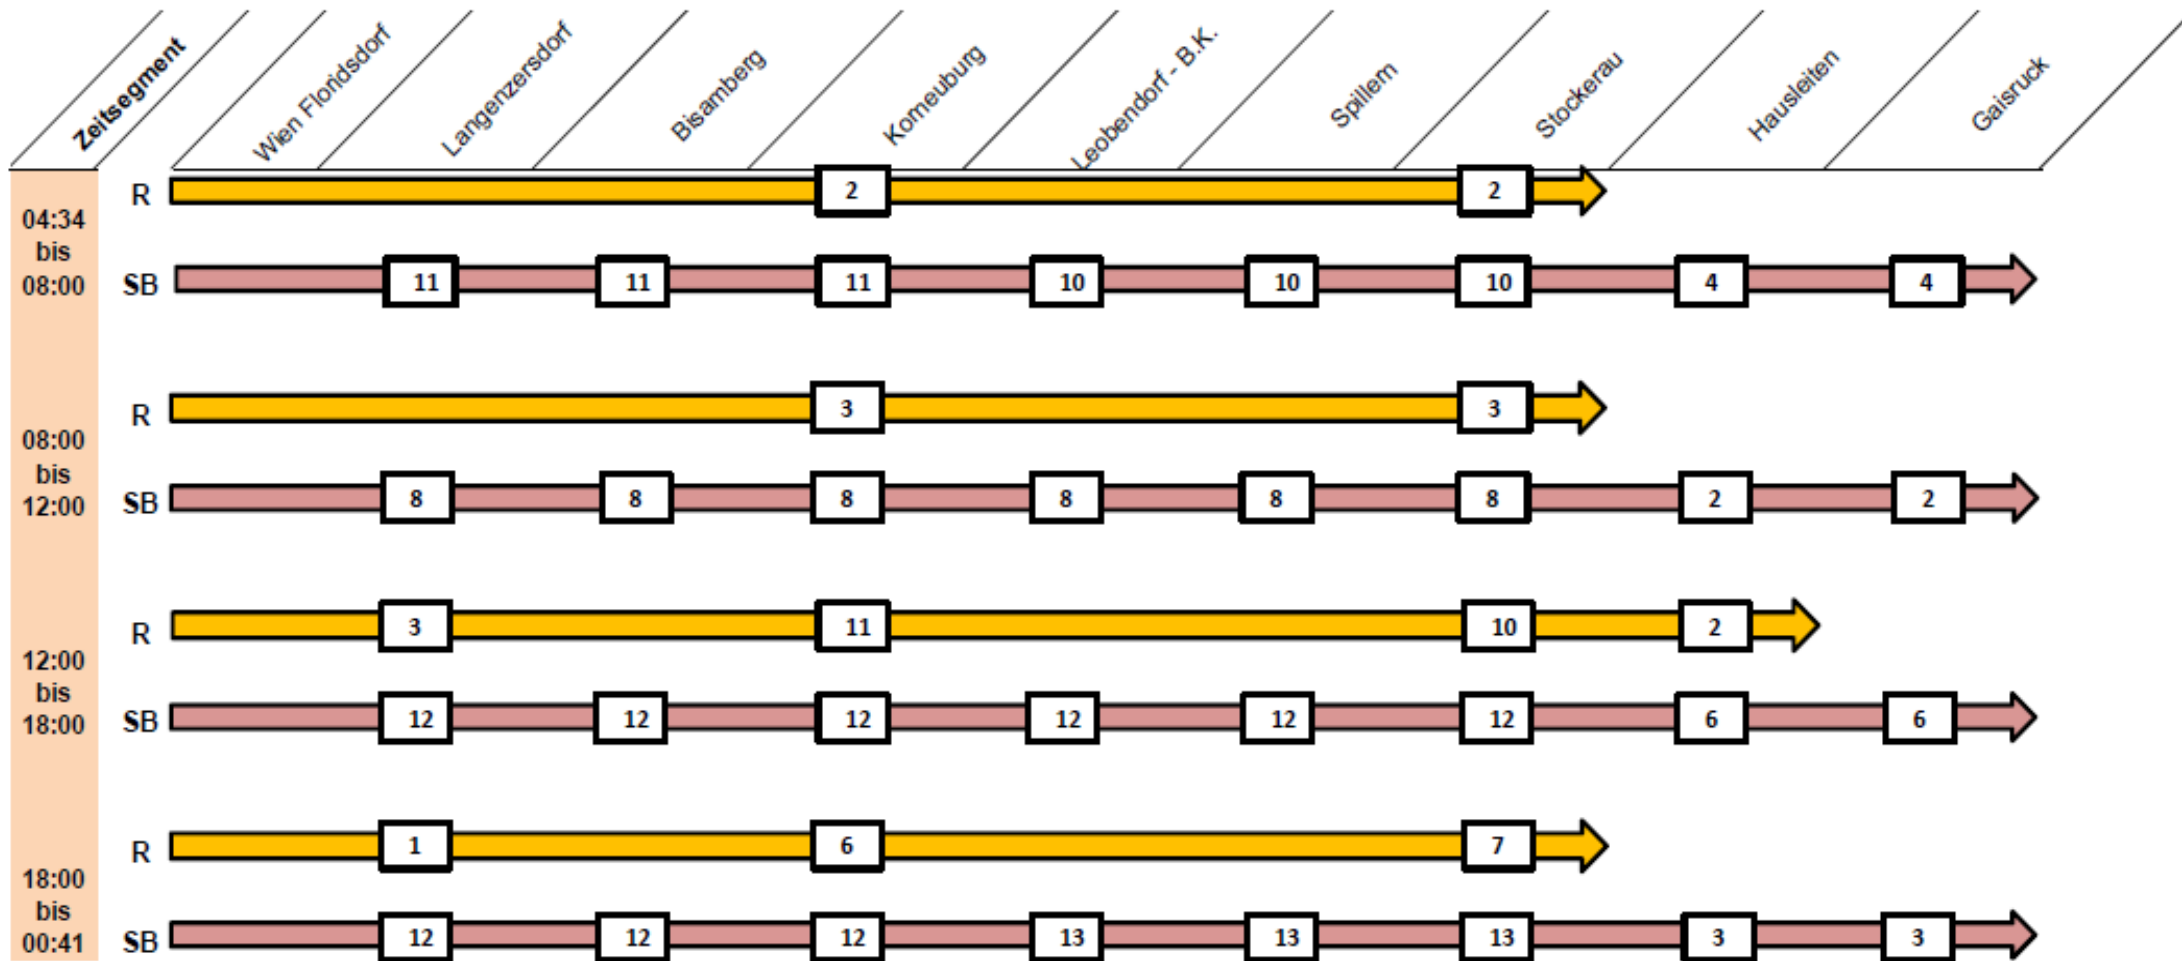 Zeitsegment Wien Floridsdorf Langenzersdorf Bisamberg Korneuburg Leobendorf - B.K. Spillern Stockerau Hausleiten Gaisruck
04:34
bis
08:00
R 2 2
SB 11 11 11 10 10 10 4 4
08:00
bis
12:00
R 3 3
SB 8 8 8 8 8 8 2 2
12:00
bis
18:00
R 3 11 10 2
SB 12 12 12 12 12 12 6 6
18:00
bis
00:41
R 1 6 7
SB 12 12 12 13 13 13 3 3